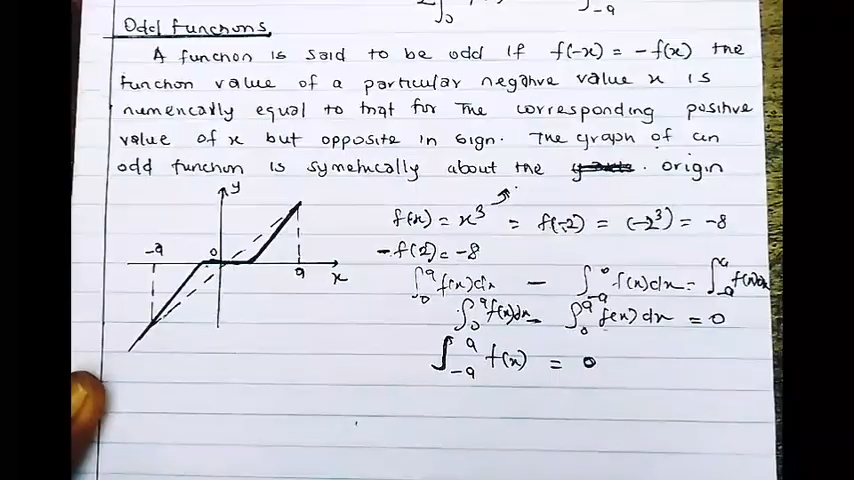 Odd functions.
A function is said to be odd if f(-x) = -f(x) the
function value of a particular negative value x is
numerically equal to that for the corresponding positive
value of x but opposite in sign. The graph of an
odd function is symetrically about the . origin
y
-a 0 a x
f(x) = x³ = f(-2) = (-2³) = -8
-f(2) = -8
∫₀ᵃ f(x)dx - ∫₋ₐ⁰ f(x)dx = ∫₋ₐᵃ f(x)dx
∫₀ᵃ f(x)dx - ∫₀ᵃ f(x) dx = 0
∫₋ₐᵃ f(x) = 0